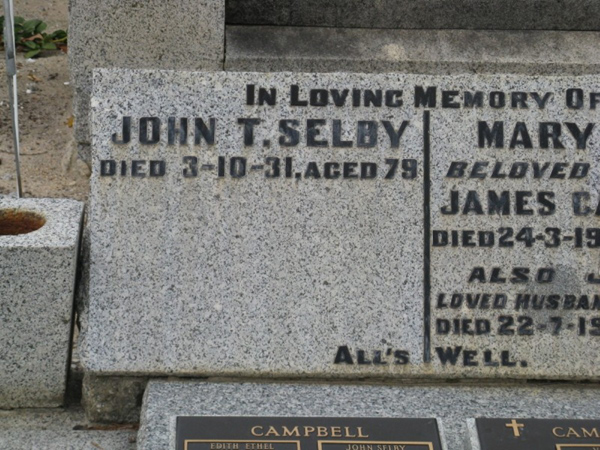 IN LOVING MEMORY OF
JOHN T. SELBY
DIED 3-10-31. AGED 79
MARY
BELOVED
JAMES
DIED 24-3-19
ALSO
LOVED HUSBAN
DIED 22-7-19
ALL'S WELL.
CAMPBELL
EDITH ETHEL
JOHN SELBY
CAM